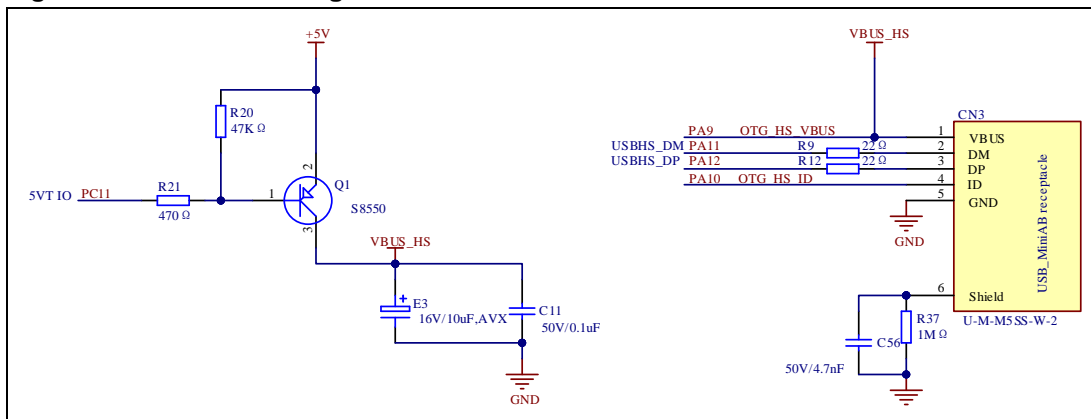 +5V
R20
47K Ω
5VT IO PC11
R21
470 Ω
1
2
3
Q1
S8550
VBUS_HS
E3
16V/10uF,AVX
C11
50V/0.1uF
GND
VBUS_HS
CN3
PA9 OTG_HS_VBUS 1 VBUS
USBHS_DM PA11 R9 22 Ω 2 DM
USBHS_DP PA12 R12 22 Ω 3 DP
PA10 OTG_HS_ID 4 ID
5 GND
GND
USB_MiniAB receptacle
6 Shield
U-M-M5SS-W-2
R37
1M Ω
C56
50V/4.7nF